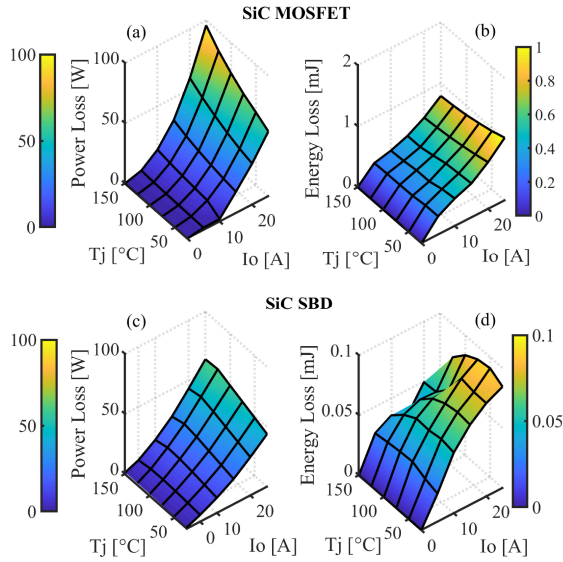 SiC MOSFET
(a)
(b)
100
50
0
Power Loss [W]
100
50
0
150
100
50
Tj [°C]
0
10
20
Io [A]
Energy Loss [mJ]
2
1
0
150
100
50
Tj [°C]
0
10
20
Io [A]
1
0.8
0.6
0.4
0.2
0
SiC SBD
(c)
(d)
100
50
0
Power Loss [W]
100
50
0
150
100
50
Tj [°C]
0
10
20
Io [A]
Energy Loss [mJ]
0.1
0.05
0
150
100
50
Tj [°C]
0
10
20
Io [A]
0.1
0.05
0